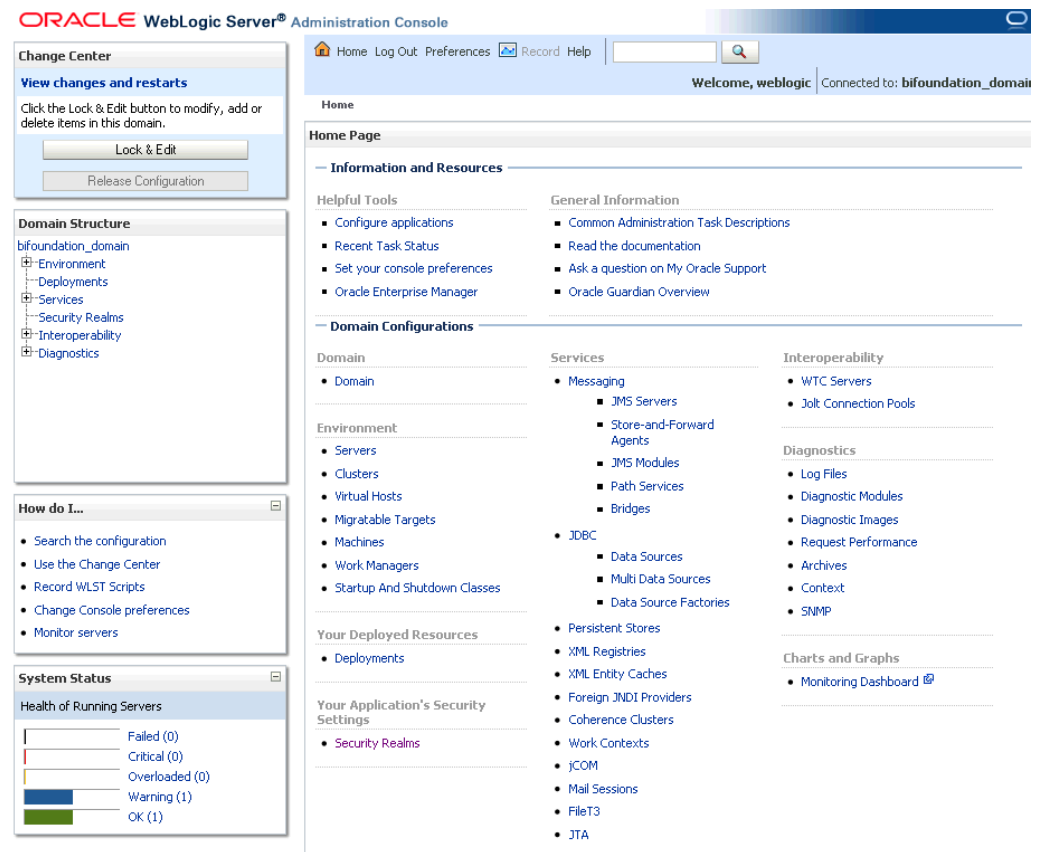 ORACLE WebLogic Server® Administration Console
Change Center
View changes and restarts
Click the Lock & Edit button to modify, add or
delete items in this domain.
Lock & Edit
Release Configuration
Domain Structure
bifoundation_domain
Environment
Deployments
Services
Security Realms
Interoperability
Diagnostics
How do I...
Search the configuration
Use the Change Center
Record WLST Scripts
Change Console preferences
Monitor servers
System Status
Health of Running Servers
Failed (0)
Critical (0)
Overloaded (0)
Warning (1)
OK (1)
Home Log Out Preferences Record Help
Welcome, weblogic Connected to: bifoundation_domain
Home
Home Page
Information and Resources
Helpful Tools
Configure applications
Recent Task Status
Set your console preferences
Oracle Enterprise Manager
General Information
Common Administration Task Descriptions
Read the documentation
Ask a question on My Oracle Support
Oracle Guardian Overview
Domain Configurations
Domain
Domain
Environment
Servers
Clusters
Virtual Hosts
Migratable Targets
Machines
Work Managers
Startup And Shutdown Classes
Your Deployed Resources
Deployments
Your Application's Security
Settings
Security Realms
Services
Messaging
JMS Servers
Store-and-Forward
Agents
JMS Modules
Path Services
Bridges
JDBC
Data Sources
Multi Data Sources
Data Source Factories
Persistent Stores
XML Registries
XML Entity Caches
Foreign JNDI Providers
Coherence Clusters
Work Contexts
jCOM
Mail Sessions
FileT3
JTA
Interoperability
WTC Servers
Jolt Connection Pools
Diagnostics
Log Files
Diagnostic Modules
Diagnostic Images
Request Performance
Archives
Context
SNMP
Charts and Graphs
Monitoring Dashboard